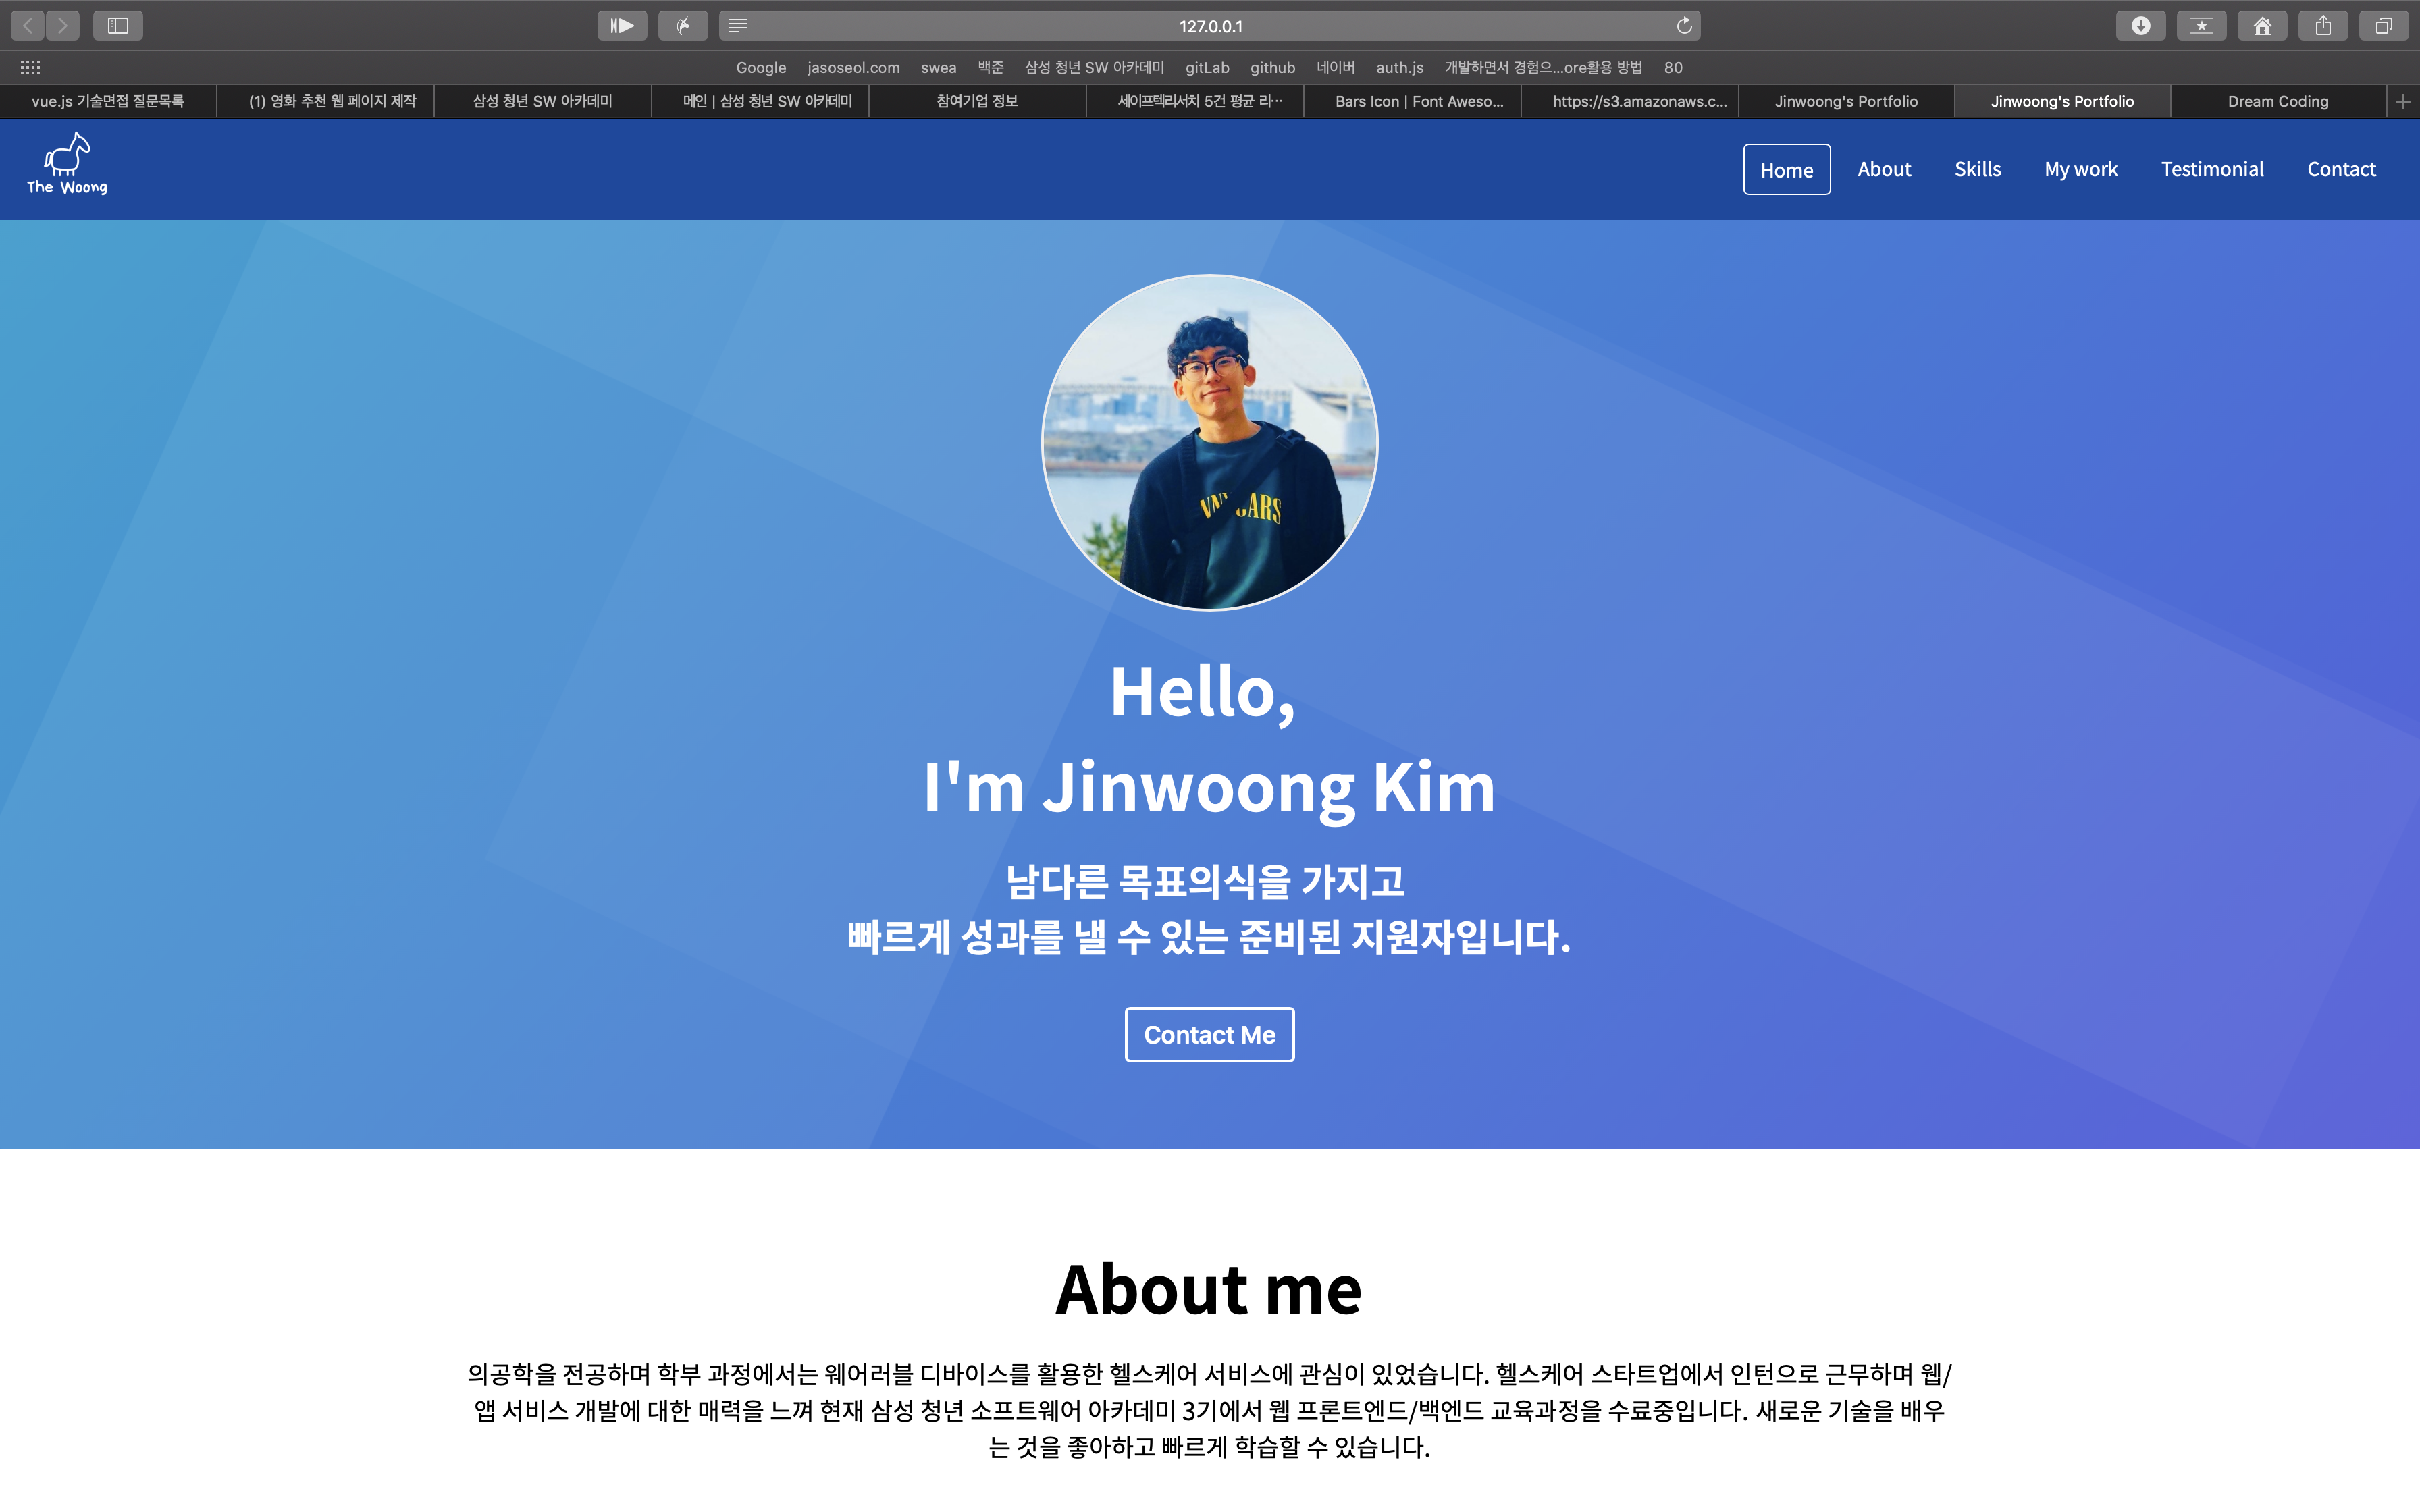 127.0.0.1
Google jasoseol.com swea 백준 삼성 청년 SW 아카데미 gitLab github 네이버 auth.js 개발하면서 경험으...ore활용 방법 80
vue.js 기술면접 질문목록 (1) 영화 추천 웹 페이지 제작 삼성 청년 SW 아카데미 메인 | 삼성 청년 SW 아카데미 참여기업 정보 세이프텍리서치 5건 평균 리... Bars Icon | Font Aweso... https://s3.amazonaws.c... Jinwoong's Portfolio Jinwoong's Portfolio Dream Coding
The Woong
Home About Skills My work Testimonial Contact
Hello,
I'm Jinwoong Kim
남다른 목표의식을 가지고
빠르게 성과를 낼 수 있는 준비된 지원자입니다.
Contact Me
About me
의공학을 전공하며 학부 과정에서는 웨어러블 디바이스를 활용한 헬스케어 서비스에 관심이 있었습니다. 헬스케어 스타트업에서 인턴으로 근무하며 웹/
앱 서비스 개발에 대한 매력을 느껴 현재 삼성 청년 소프트웨어 아카데미 3기에서 웹 프론트엔드/백엔드 교육과정을 수료중입니다. 새로운 기술을 배우
는 것을 좋아하고 빠르게 학습할 수 있습니다.